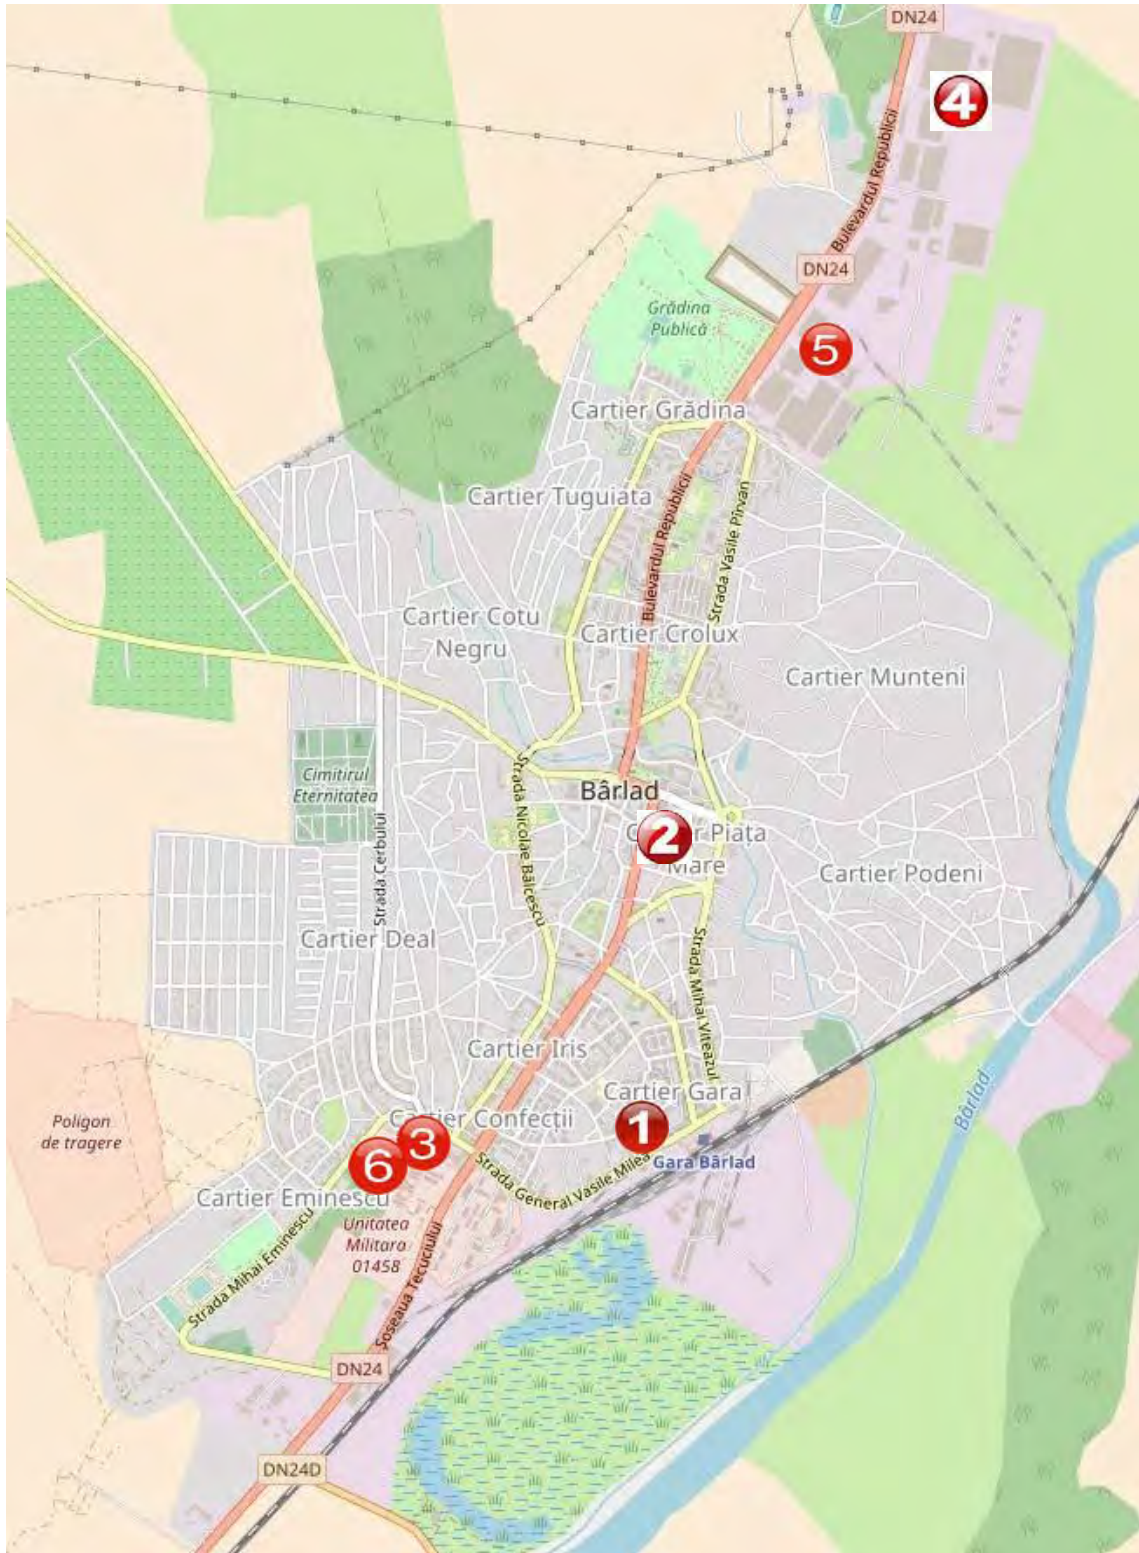 DN24
4
Bulevardul Republicii
DN24
Grădina
Publică
5
Cartier Grădina
Cartier Tuguiata
Bulevardul Republicii
Strada Vasile Pîrvan
Cartier Cotu
Negru
Cartier Crolux
Cartier Munteni
Cimitirul
Eternitatea
Strada Nicolae Bălcescu
Bârlad
2
r Piața
Mare
Strada Cerbului
Cartier Podeni
Cartier Deal
Strada Mihai Viteazul
Cartier Iris
Cartier Gara
Bârlad
Poligon
de tragere
Cartier Confecții
1
3
6
Gara Bârlad
Strada General Vasile Milea
Cartier Eminescu
Unitatea
Militara
01458
Strada Mihai Eminescu
Șoseaua Tecuciului
DN24
DN24D